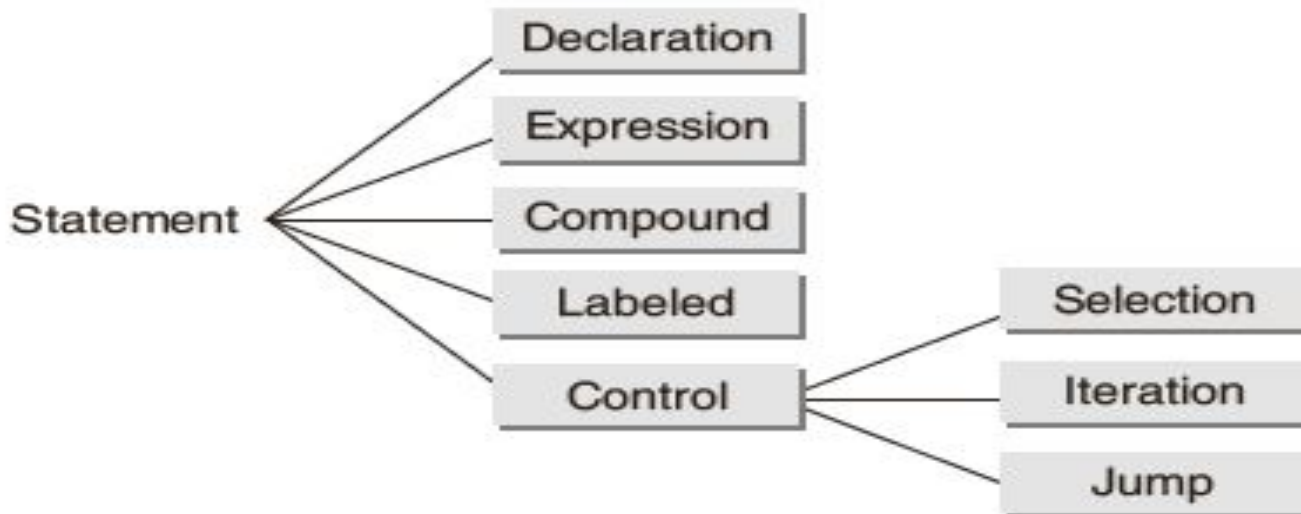 Declaration
Expression
Statement
Compound
Labeled
Selection
Control
Iteration
Jump